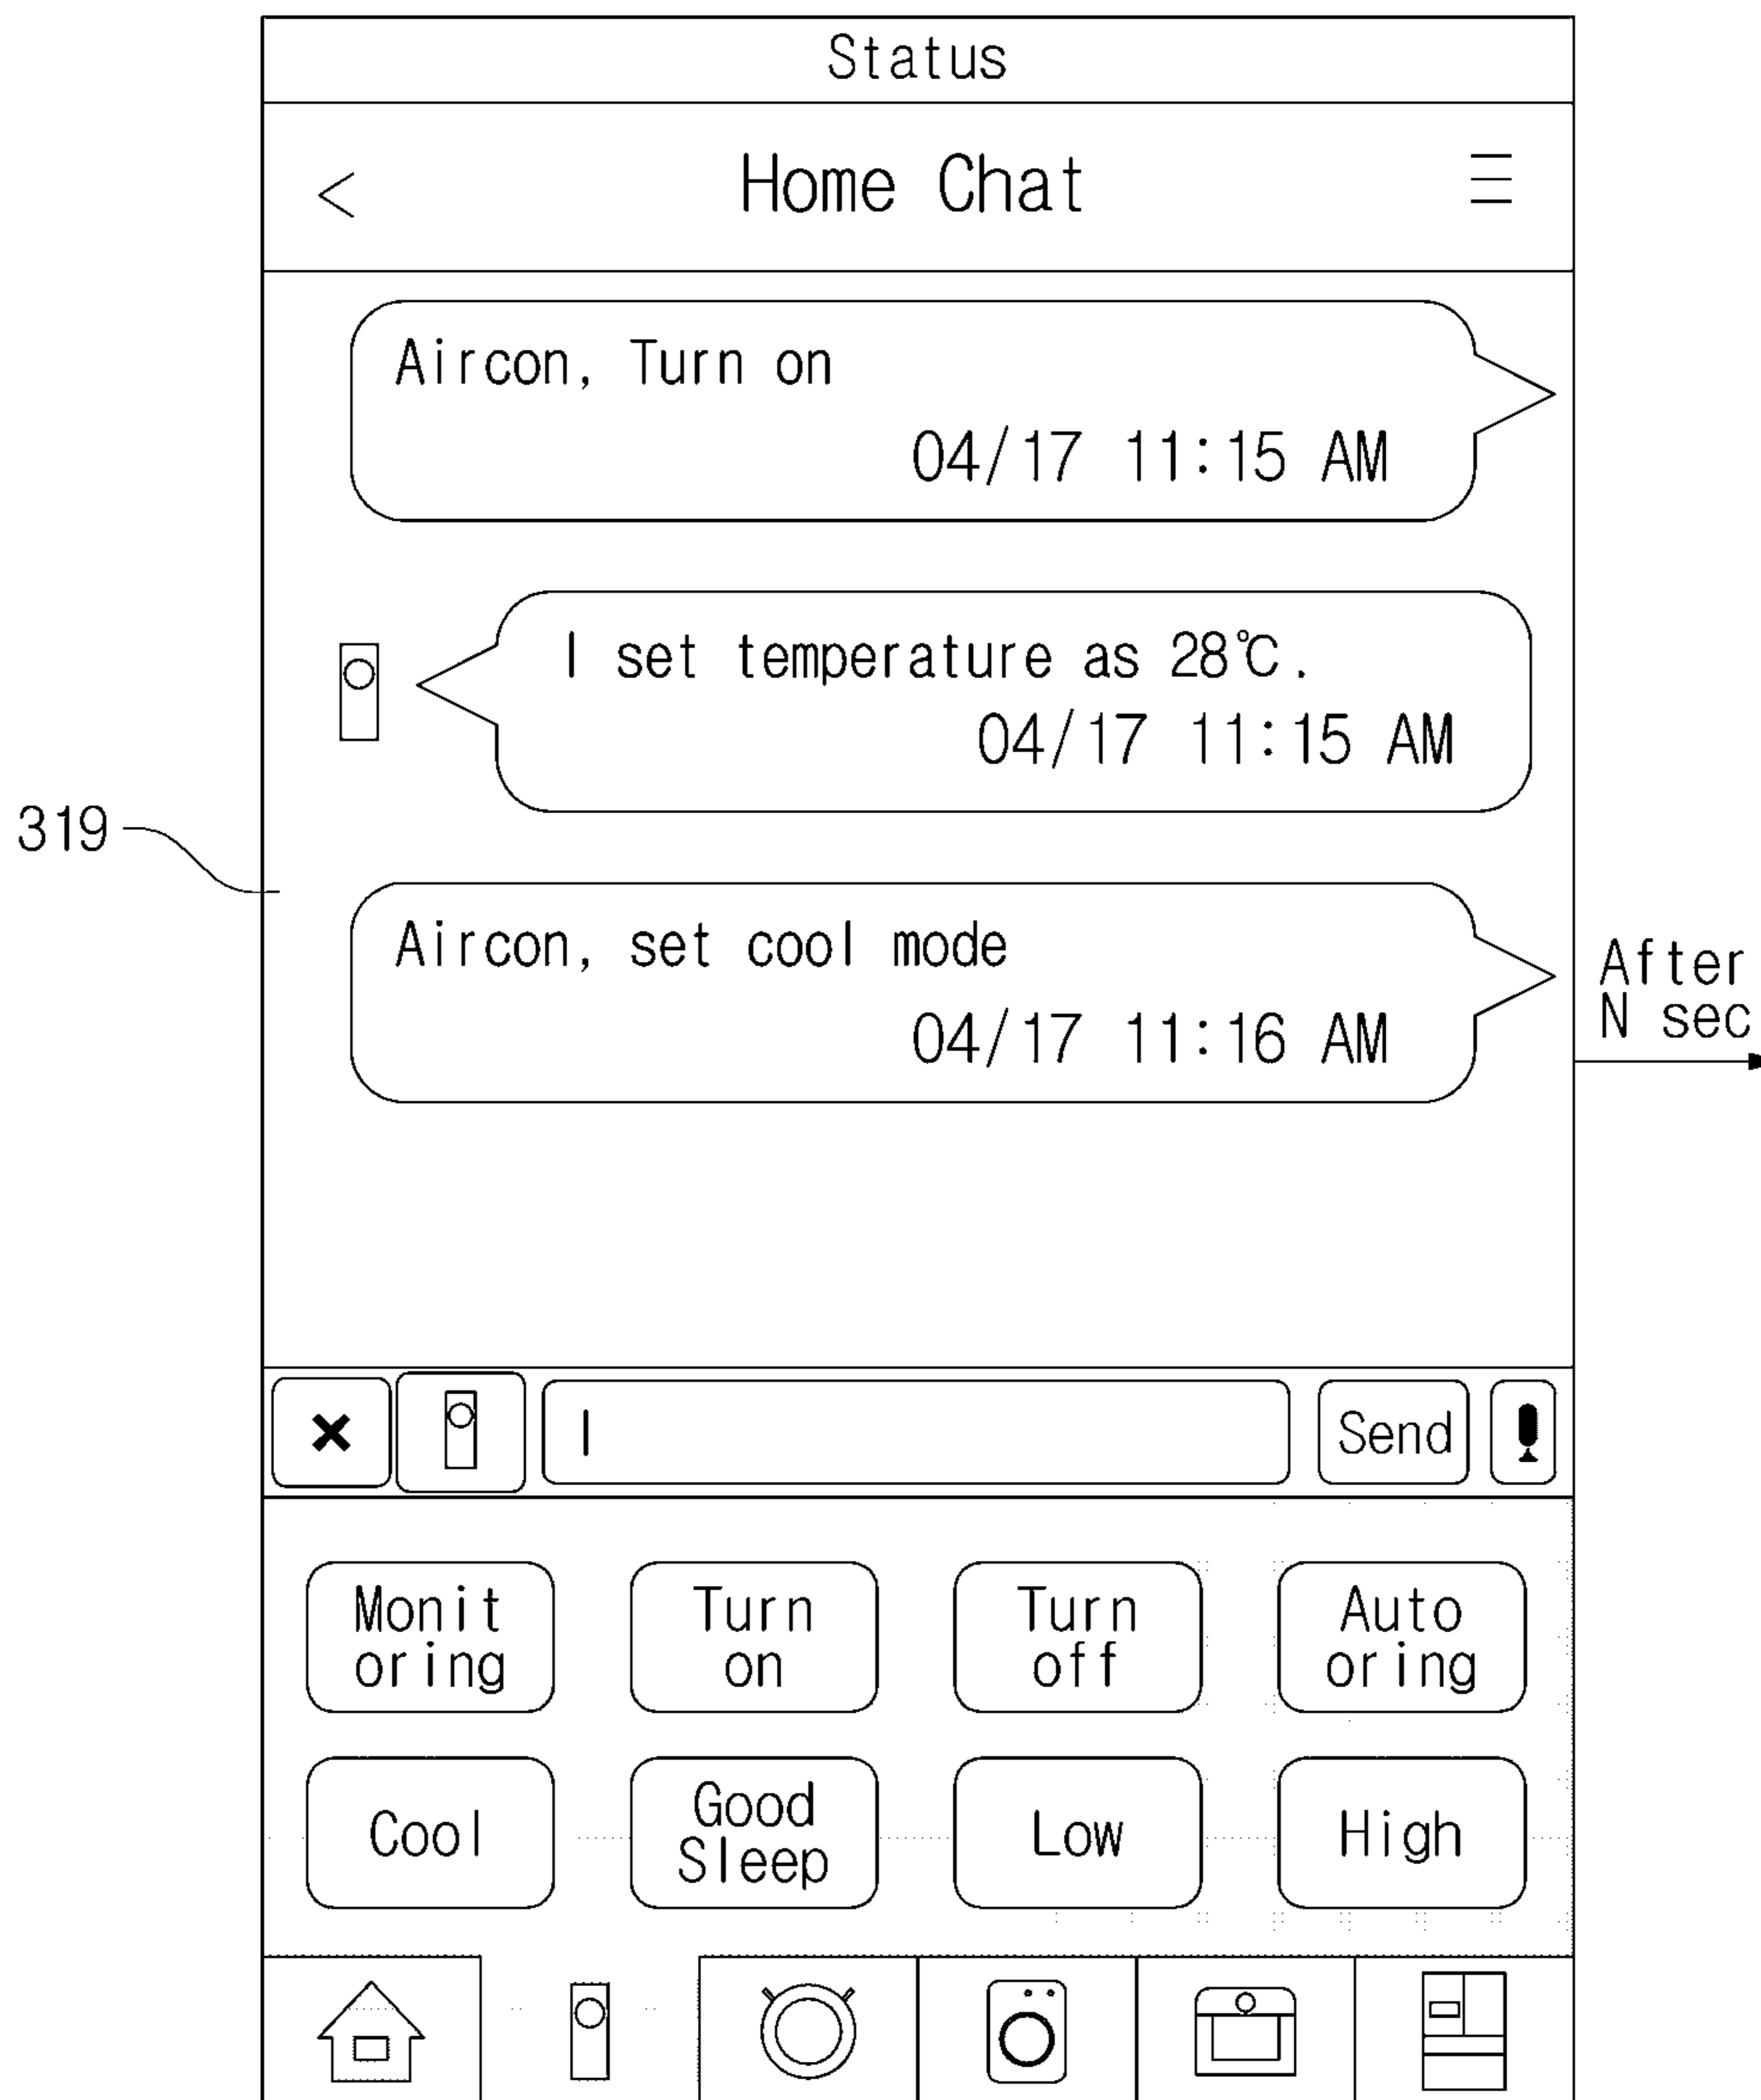 Status
<
Home Chat
Aircon, Turn on
04/17 11:15 AM
I set temperature as 28℃.
04/17 11:15 AM
319
Aircon, set cool mode
04/17 11:16 AM
After
N sec
Send
Monit
oring
Turn
on
Turn
off
Auto
oring
Cool
Good
Sleep
Low
High